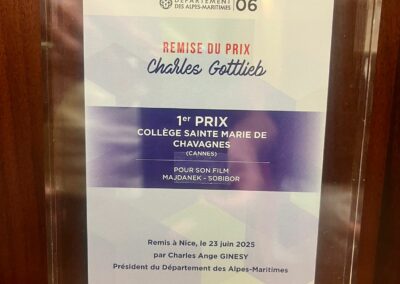 DÉPARTEMENT
DES ALPES-MARITIMES
06
REMISE DU PRIX
Charles Gottlieb
1er PRIX
COLLÈGE SAINTE MARIE DE
CHAVAGNES
(CANNES)
POUR SON FILM
MAJDANEK - SOBIBOR
Remis à Nice, le 23 juin 2025
par Charles Ange GINESY
Président du Département des Alpes-Maritimes